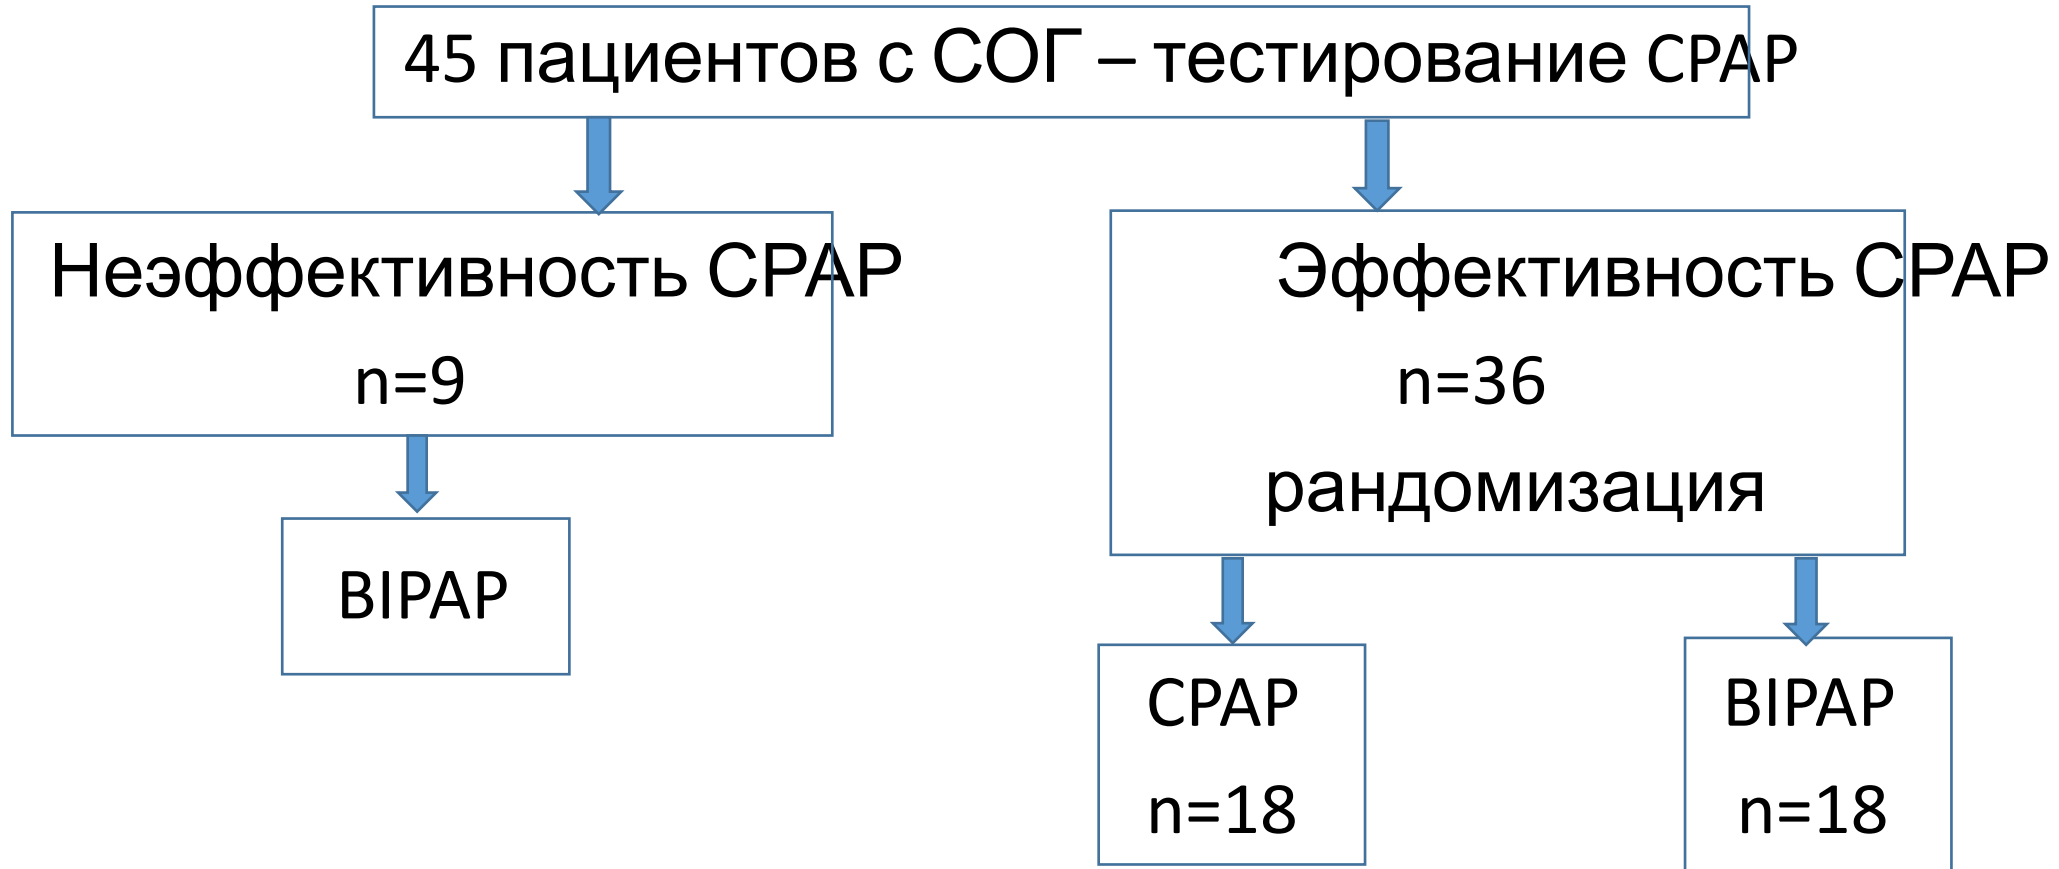 45 пациентов с СОГ – тестирование CPAP
Неэффективность CPAP
n=9
BIPAP
Эффективность CPAP
n=36
рандомизация
CPAP
n=18
BIPAP
n=18